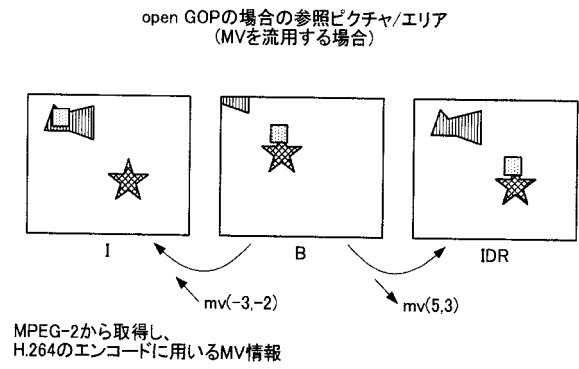 open GOPの場合の参照ピクチャ/エリア
(MVを流用する場合)
I
B
IDR
mv(-3,-2)
mv(5,3)
MPEG-2から取得し、
H.264のエンコードに用いるMV情報